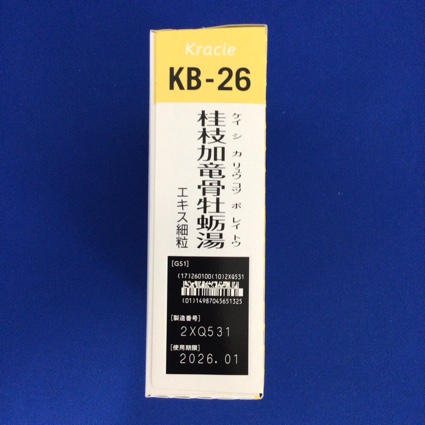 Kracie
KB-26
桂枝加竜骨牡蛎湯
ケイ シ カ リュウコツ ボ レイ トウ
エキス細粒
[GS1]
(17)260100(10)2XQ531
(01)14987045651325
[製造番号]
2XQ531
[使用期限]
2026.01